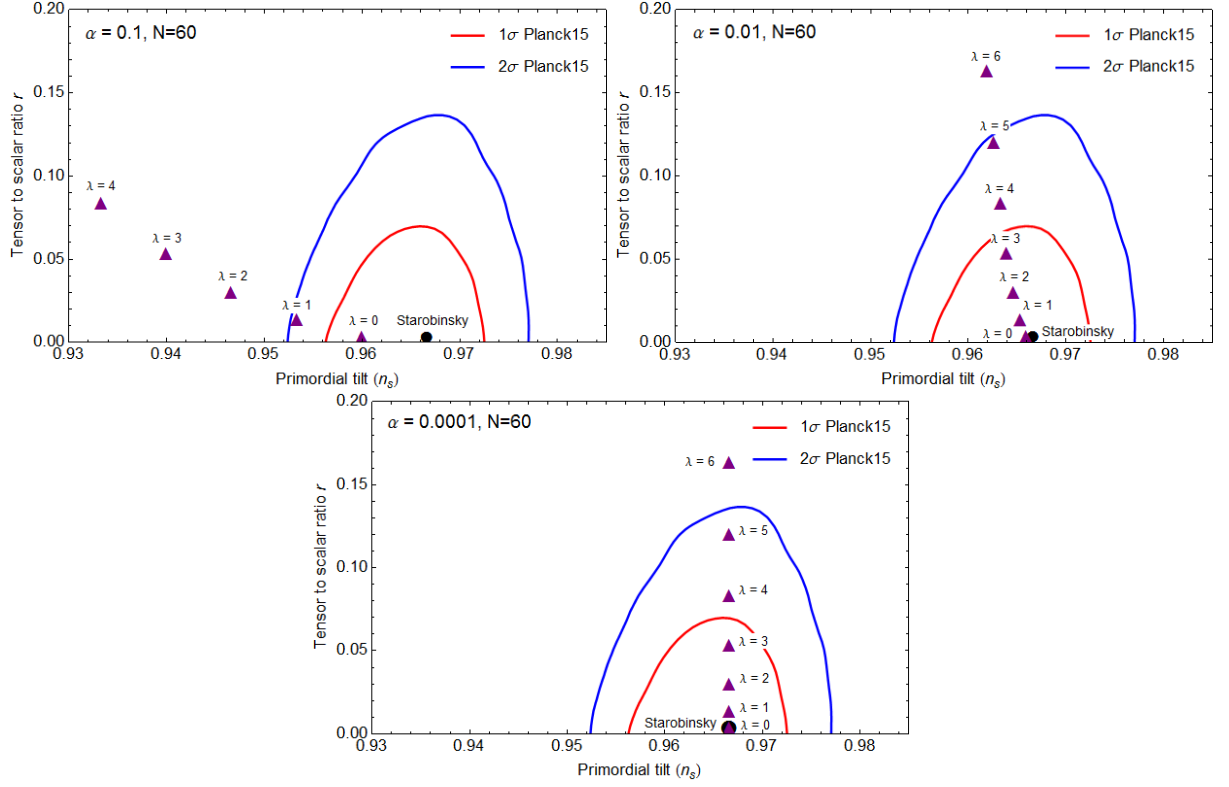 α = 0.1, N=60
1σ Planck15
2σ Planck15
λ = 4
λ = 3
λ = 2
λ = 1
λ = 0
Starobinsky
0.20
0.15
0.10
0.05
0.00
0.93 0.94 0.95 0.96 0.97 0.98
Tensor to scalar ratio r
Primordial tilt (ns)
α = 0.01, N=60
1σ Planck15
2σ Planck15
λ = 6
λ = 5
λ = 4
λ = 3
λ = 2
λ = 1
λ = 0
Starobinsky
0.20
0.15
0.10
0.05
0.00
0.93 0.94 0.95 0.96 0.97 0.98
Tensor to scalar ratio r
Primordial tilt (ns)
α = 0.0001, N=60
1σ Planck15
2σ Planck15
λ = 6
λ = 5
λ = 4
λ = 3
λ = 2
λ = 1
Starobinsky
λ = 0
0.20
0.15
0.10
0.05
0.00
0.93 0.94 0.95 0.96 0.97 0.98
Tensor to scalar ratio r
Primordial tilt (ns)